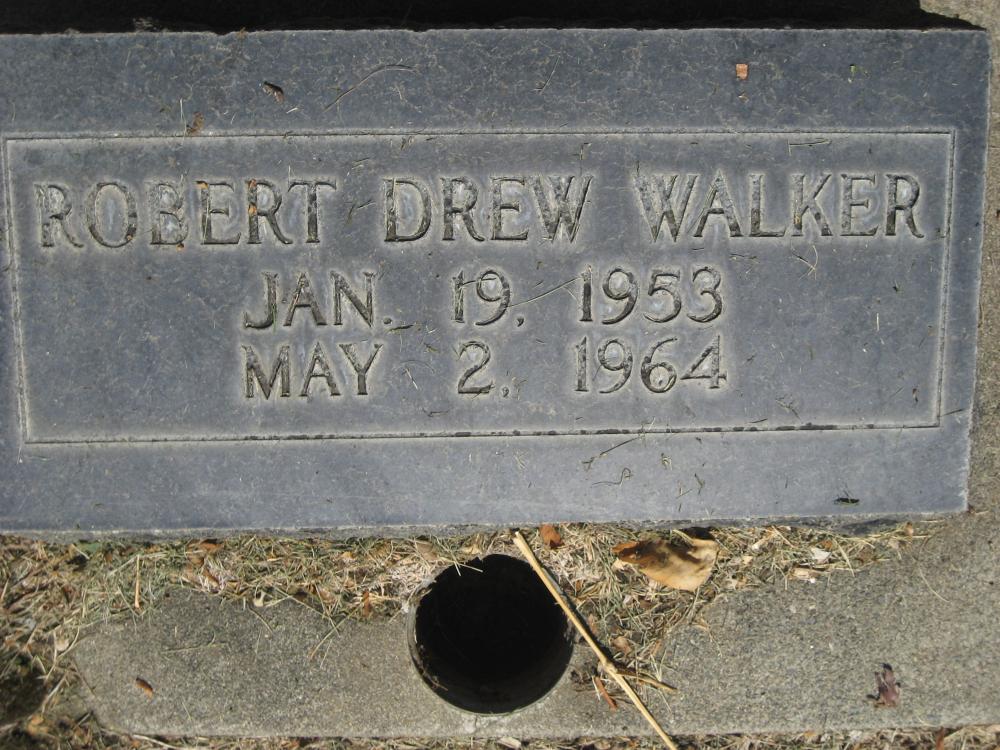 ROBERT DREW WALKER
JAN. 19, 1953
MAY 2, 1964